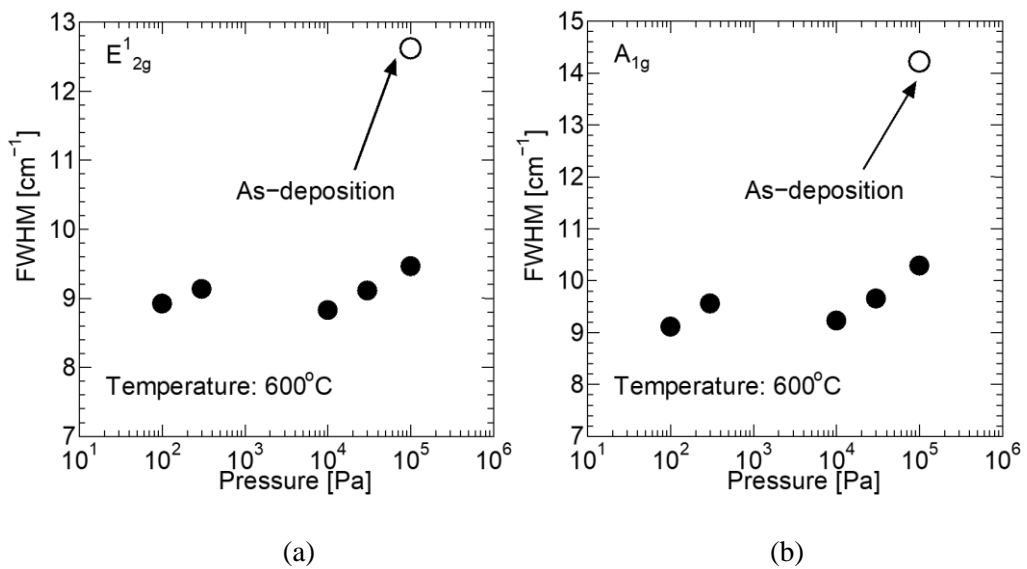 E¹₂g
As−deposition
Temperature: 600°C
FWHM [cm⁻¹]
13
12
11
10
9
8
7
10¹ 10² 10³ 10⁴ 10⁵ 10⁶
Pressure [Pa]
(a)
A₁g
As−deposition
Temperature: 600°C
FWHM [cm⁻¹]
15
14
13
12
11
10
9
8
7
10¹ 10² 10³ 10⁴ 10⁵ 10⁶
Pressure [Pa]
(b)